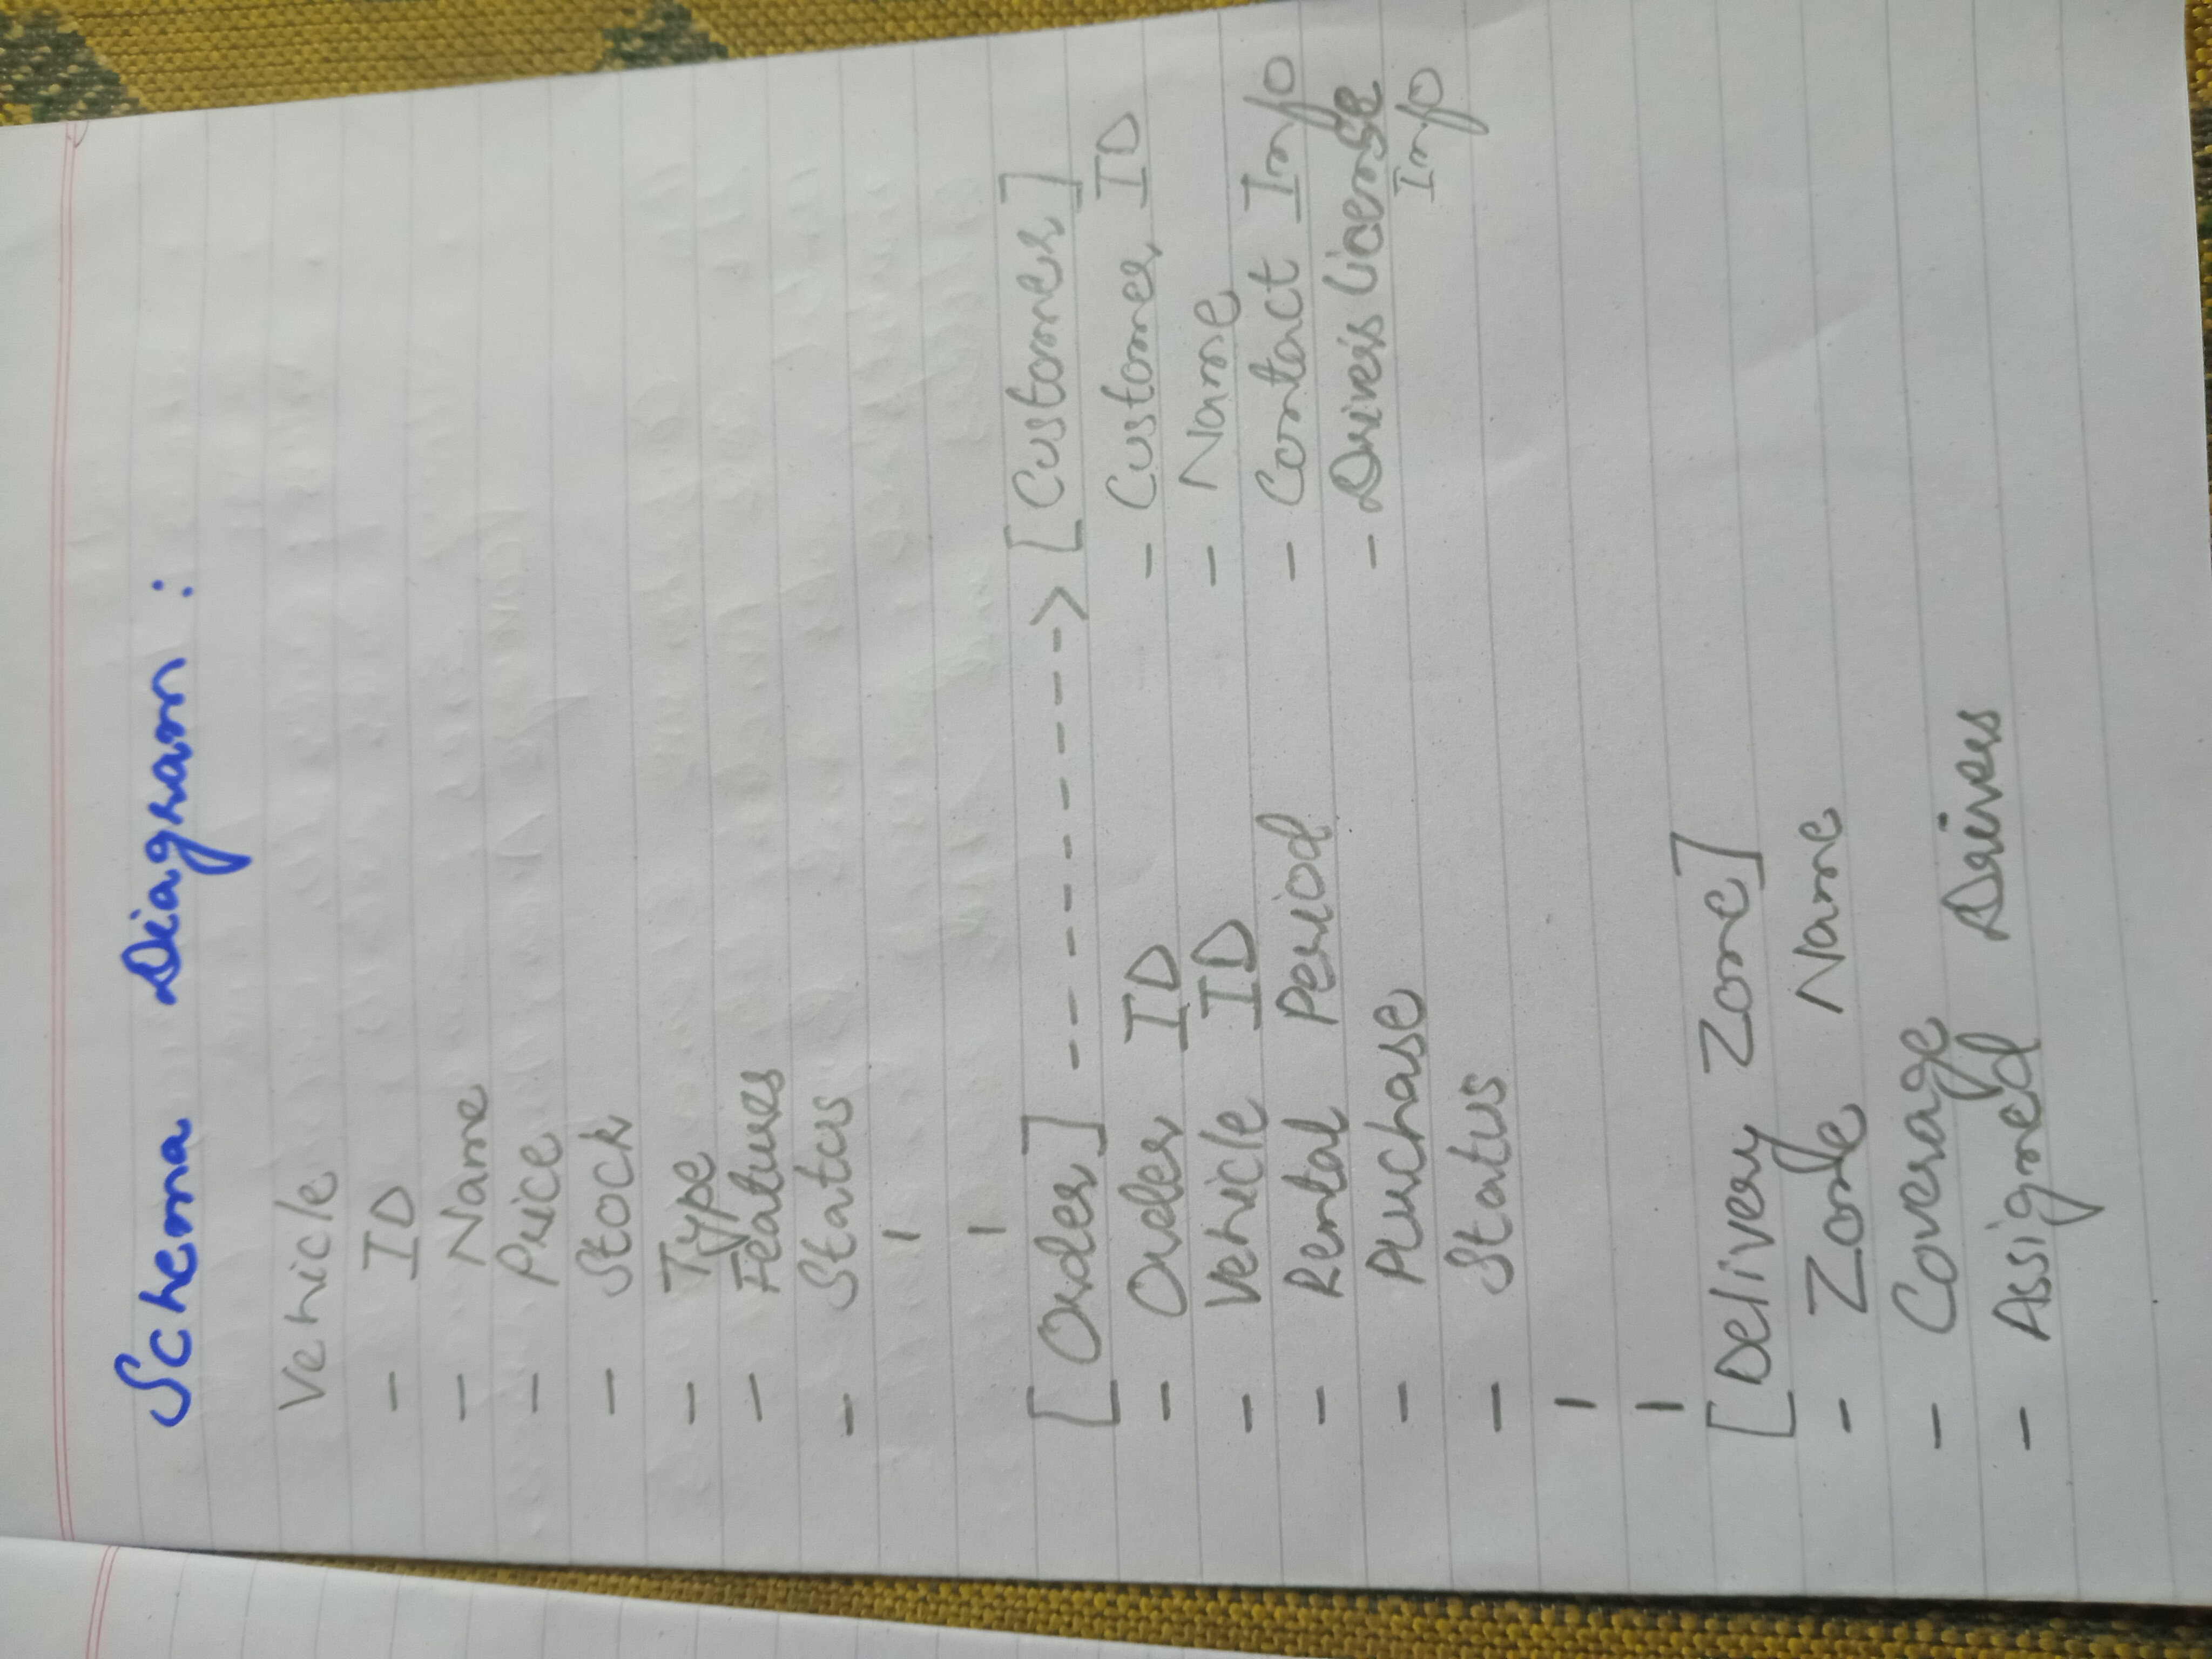 Schema Diagram :
Vehicle
- ID
- Name
- Price
- Stock
- Type
- Features
- Status
[Order] ---------> [Customer]
- Order ID
- Customer ID
- Vehicle ID
- Name
- Rental Period
- Contact Info
- Purchase
- Driver's License
Info
- Status
[Delivery Zone]
- Zone Name
- Coverage
- Assigned Drivers